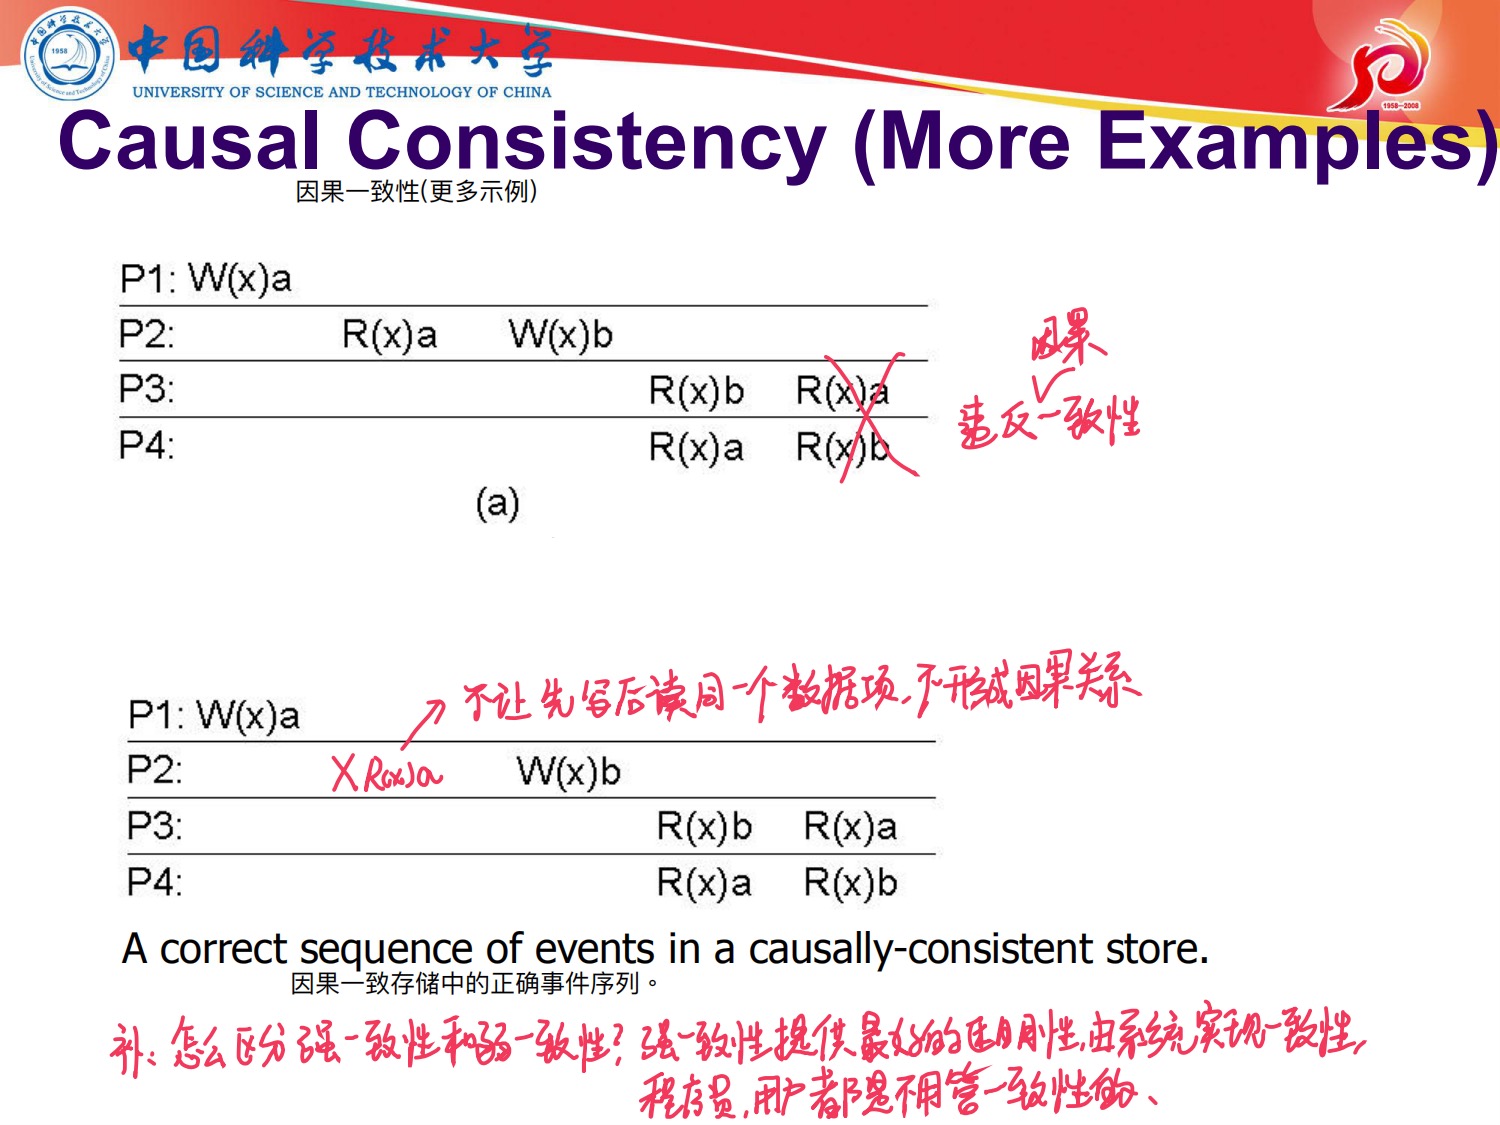 1958
中国科学技术大学
UNIVERSITY OF SCIENCE AND TECHNOLOGY OF CHINA
1958-2008
Causal Consistency (More Examples)
因果一致性(更多示例)
P1: W(x)a
P2: R(x)a W(x)b
P3: R(x)b R(x)a
P4: R(x)a R(x)b
(a)
因果
违反一致性
不让先写后读同一个数据项,不形成因果关系
P1: W(x)a
P2: X R(x)a W(x)b
P3: R(x)b R(x)a
P4: R(x)a R(x)b
A correct sequence of events in a causally-consistent store.
因果一致存储中的正确事件序列。
补、怎么区分强一致性和弱一致性?强一致性提供最好的透明性,由系统实现一致性,
程序员,用户都是不用管一致性的、